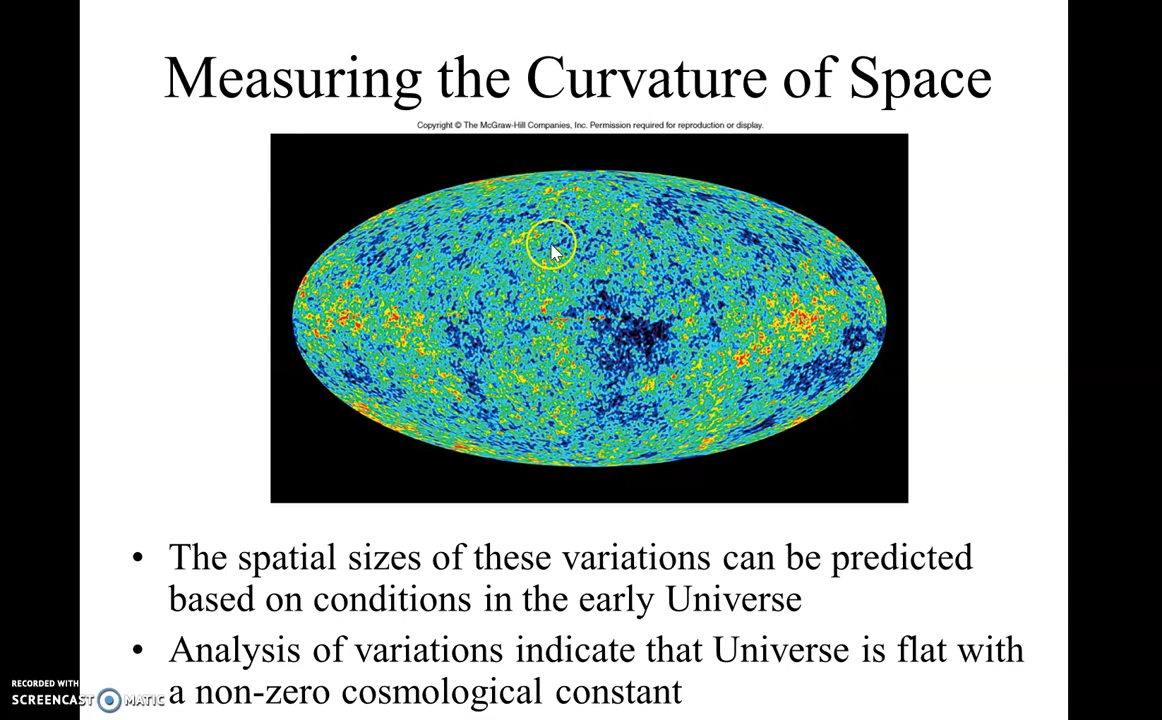 Measuring the Curvature of Space
Copyright © The McGraw-Hill Companies, Inc. Permission required for reproduction or display.
• The spatial sizes of these variations can be predicted
based on conditions in the early Universe
• Analysis of variations indicate that Universe is flat with
a non-zero cosmological constant
RECORDED WITH
SCREENCAST MATIC